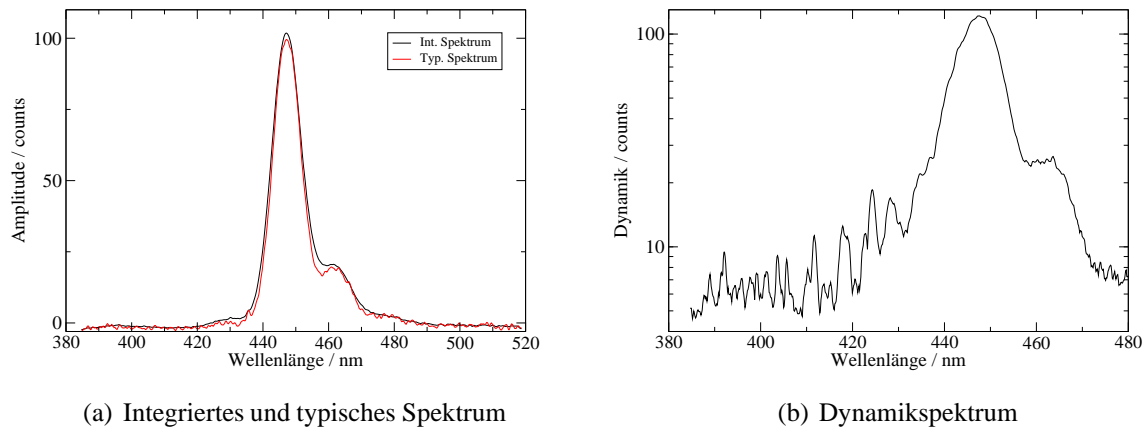 100
50
0
Amplitude / counts
Int. Spektrum
Typ. Spektrum
380 400 420 440 460 480 500 520
Wellenlänge / nm
(a) Integriertes und typisches Spektrum
100
10
Dynamik / counts
380 400 420 440 460 480
Wellenlänge / nm
(b) Dynamikspektrum